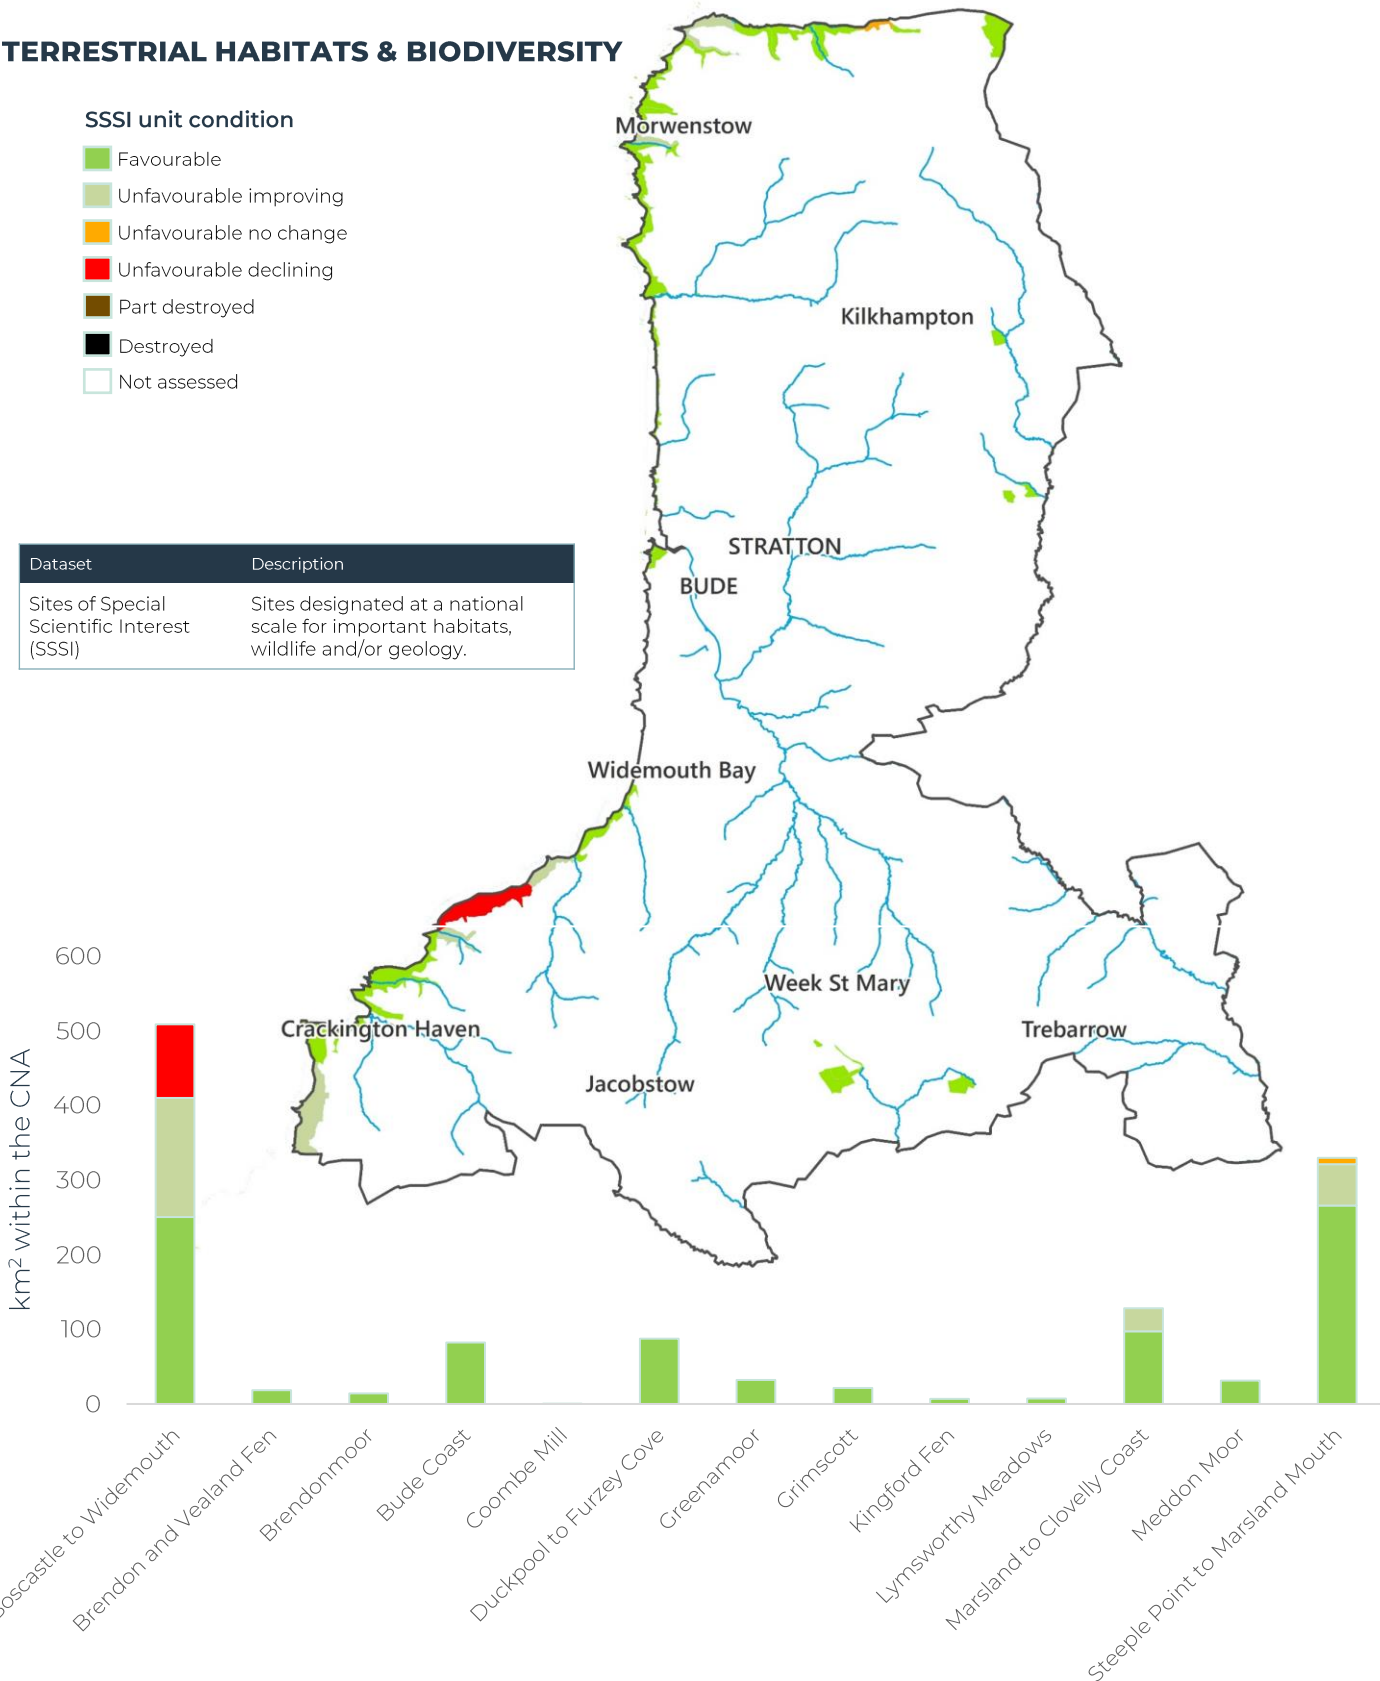 TERRESTRIAL HABITATS & BIODIVERSITY
SSSI unit condition
Favourable
Unfavourable improving
Unfavourable no change
Unfavourable declining
Part destroyed
Destroyed
Not assessed
Morwenstow
Kilkhampton
STRATTON
BUDE
Widemouth Bay
Week St Mary
Crackington Haven
Trebarrow
Jacobstow
Dataset Description
Sites of Special Sites designated at a national
Scientific Interest scale for important habitats,
(SSSI) wildlife and/or geology.
km² within the CNA
600
500
400
300
200
100
0
Boscastle to Widemouth
Brendon and Vealand Fen
Brendonmoor
Bude Coast
Coombe Mill
Duckpool to Furzey Cove
Greenamoor
Grimscott
Kingford Fen
Lymsworthy Meadows
Marsland to Clovelly Coast
Meddon Moor
Steeple Point to Marsland Mouth